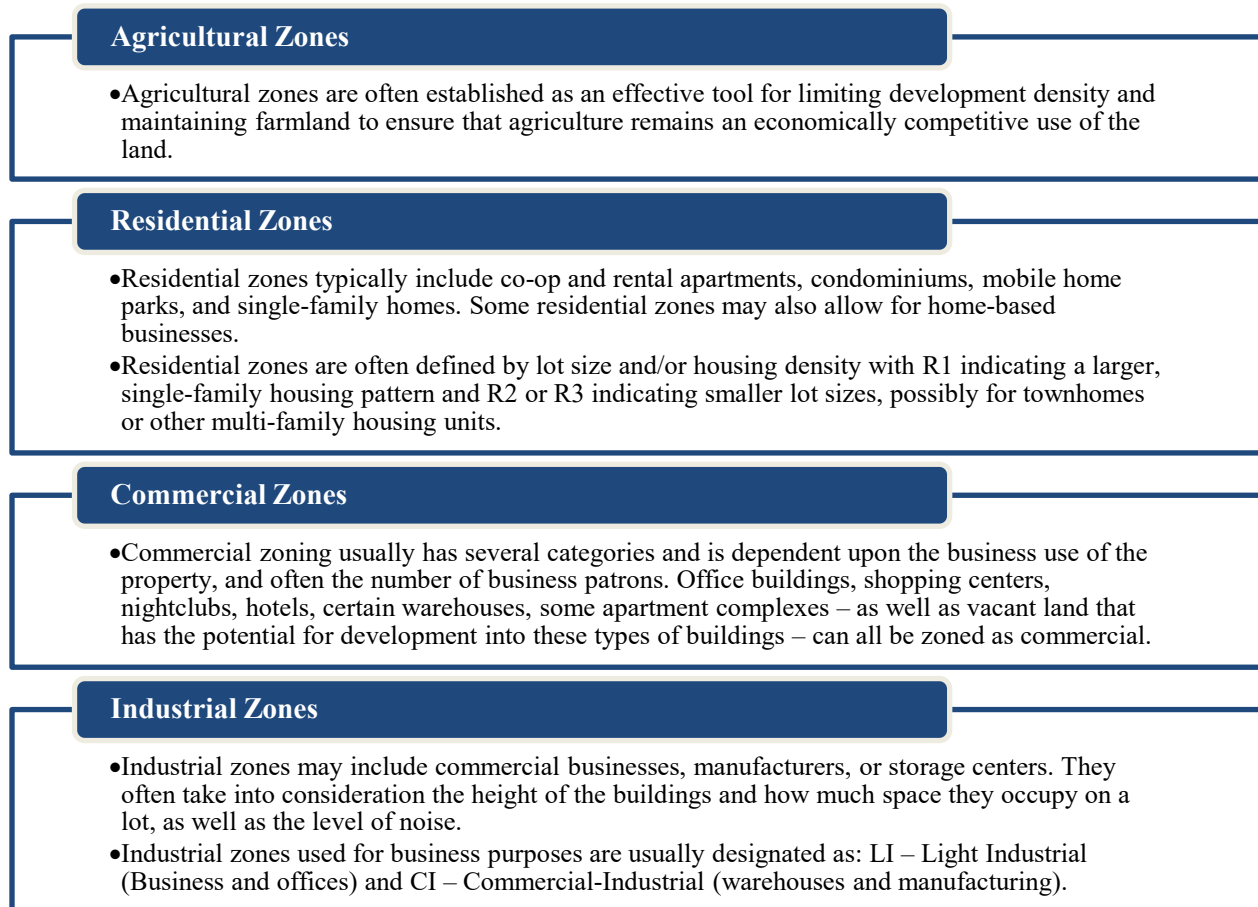 Agricultural Zones
•Agricultural zones are often established as an effective tool for limiting development density and
maintaining farmland to ensure that agriculture remains an economically competitive use of the
land.
Residential Zones
•Residential zones typically include co-op and rental apartments, condominiums, mobile home
parks, and single-family homes. Some residential zones may also allow for home-based
businesses.
•Residential zones are often defined by lot size and/or housing density with R1 indicating a larger,
single-family housing pattern and R2 or R3 indicating smaller lot sizes, possibly for townhomes
or other multi-family housing units.
Commercial Zones
•Commercial zoning usually has several categories and is dependent upon the business use of the
property, and often the number of business patrons. Office buildings, shopping centers,
nightclubs, hotels, certain warehouses, some apartment complexes – as well as vacant land that
has the potential for development into these types of buildings – can all be zoned as commercial.
Industrial Zones
•Industrial zones may include commercial businesses, manufacturers, or storage centers. They
often take into consideration the height of the buildings and how much space they occupy on a
lot, as well as the level of noise.
•Industrial zones used for business purposes are usually designated as: LI – Light Industrial
(Business and offices) and CI – Commercial-Industrial (warehouses and manufacturing).